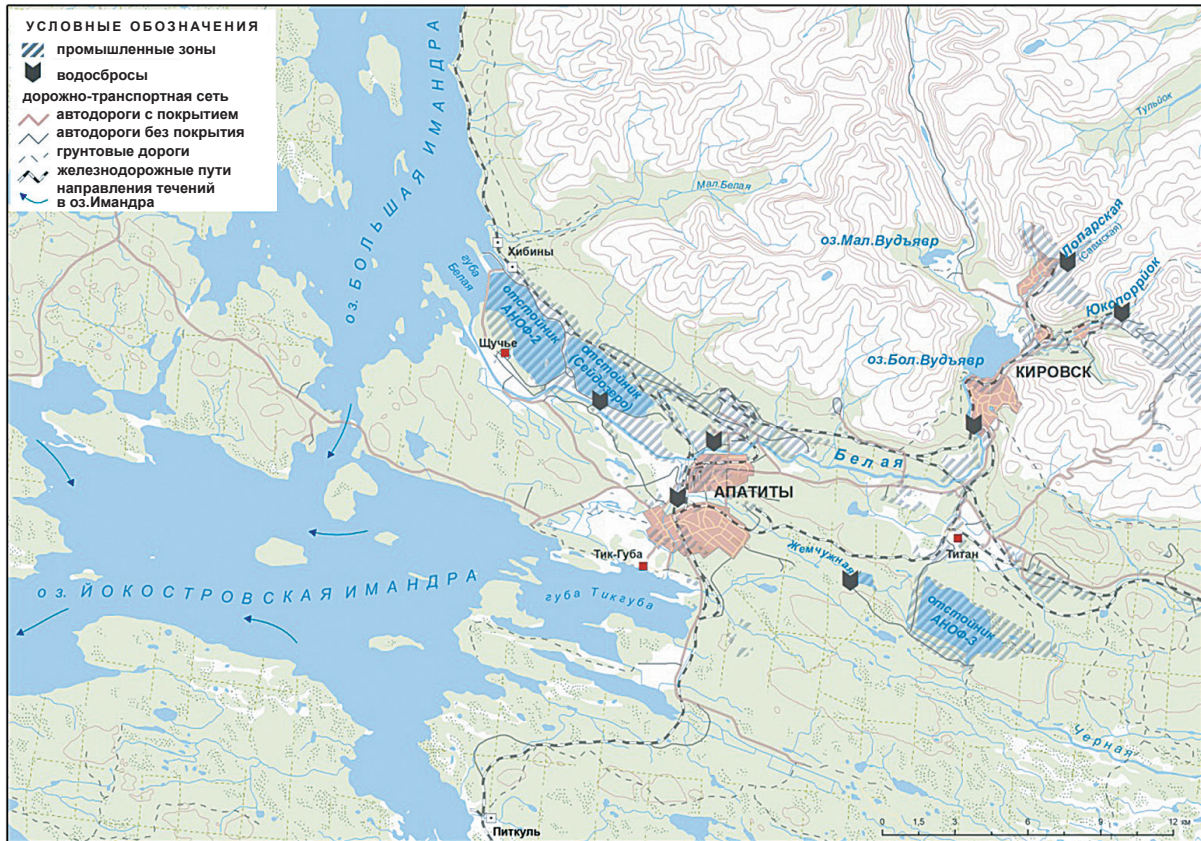 УСЛОВНЫЕ ОБОЗНАЧЕНИЯ
промышленные зоны
водосбросы
дорожно-транспортная сеть
автодороги с покрытием
автодороги без покрытия
грунтовые дороги
железнодорожные пути
направления течений
в оз.Имандра
оз. БОЛЬШАЯ ИМАНДРА
Тульйок
Мал.Белая
оз.Мал.Вудъявр
Лопарская
(Саамская)
Юкопоррйок
Хибины
губа
Белая
отстойник
АНОФ-2
Щучье
отстойник
(Сейдозеро)
оз.Бол.Вудъявр
КИРОВСК
Белая
АПАТИТЫ
Тик-Губа
Жемчужная
Титан
оз. ЙОКОСТРОВСКАЯ ИМАНДРА
губа Тикгуба
отстойник
АНОФ-3
Черная
Питкуль
0 1,5 3 6 9 12 км